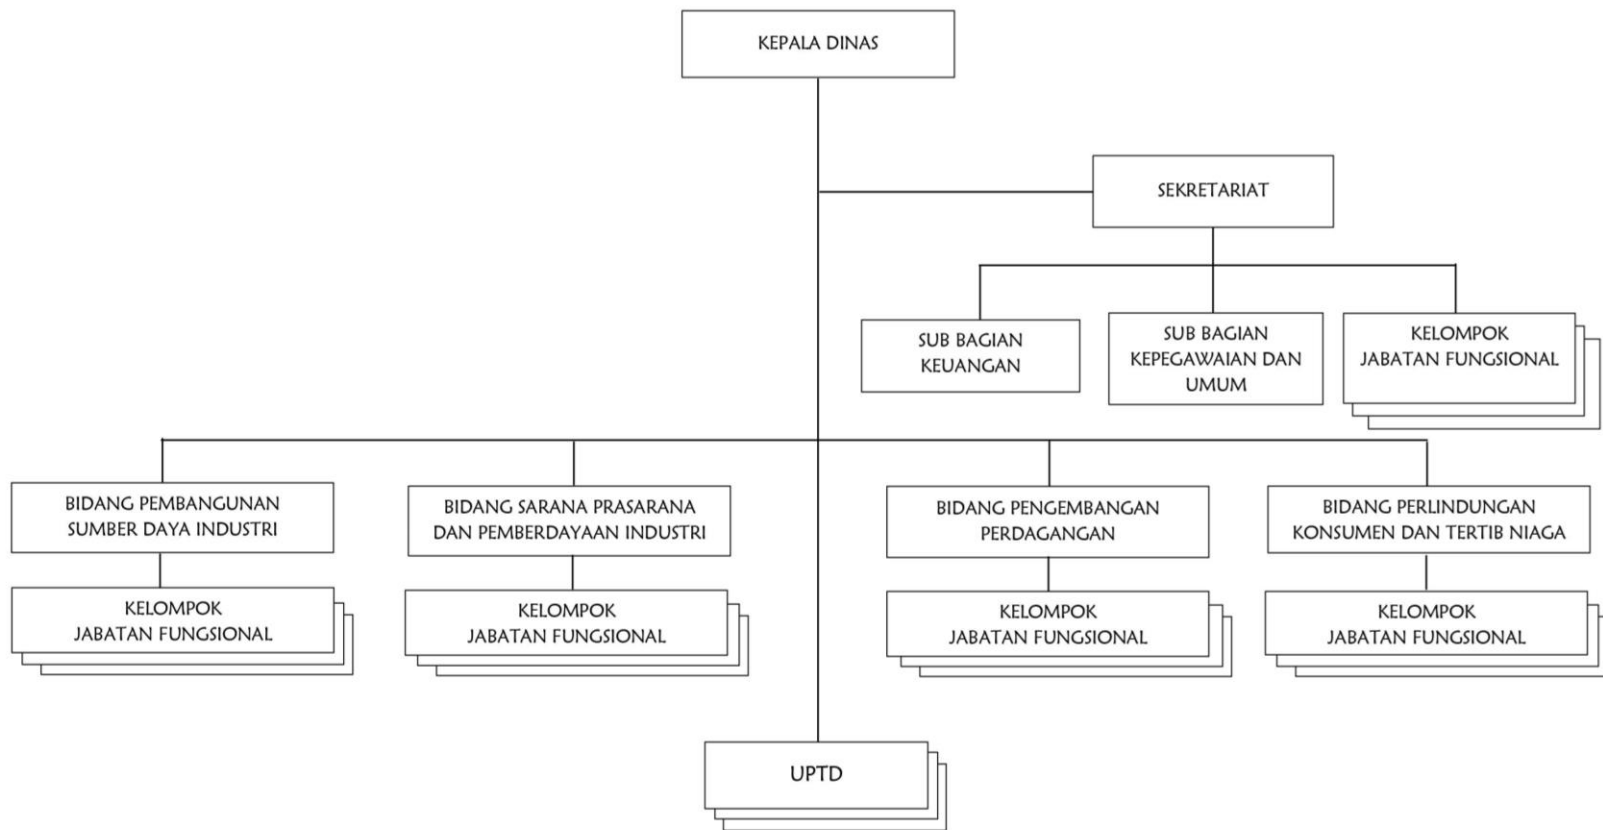 KEPALA DINAS
SEKRETARIAT
SUB BAGIAN
KEUANGAN
SUB BAGIAN
KEPEGAWAIAN DAN
UMUM
KELOMPOK
JABATAN FUNGSIONAL
BIDANG PEMBANGUNAN
SUMBER DAYA INDUSTRI
BIDANG SARANA PRASARANA
DAN PEMBERDAYAAN INDUSTRI
BIDANG PENGEMBANGAN
PERDAGANGAN
BIDANG PERLINDUNGAN
KONSUMEN DAN TERTIB NIAGA
KELOMPOK
JABATAN FUNGSIONAL
KELOMPOK
JABATAN FUNGSIONAL
KELOMPOK
JABATAN FUNGSIONAL
KELOMPOK
JABATAN FUNGSIONAL
UPTD